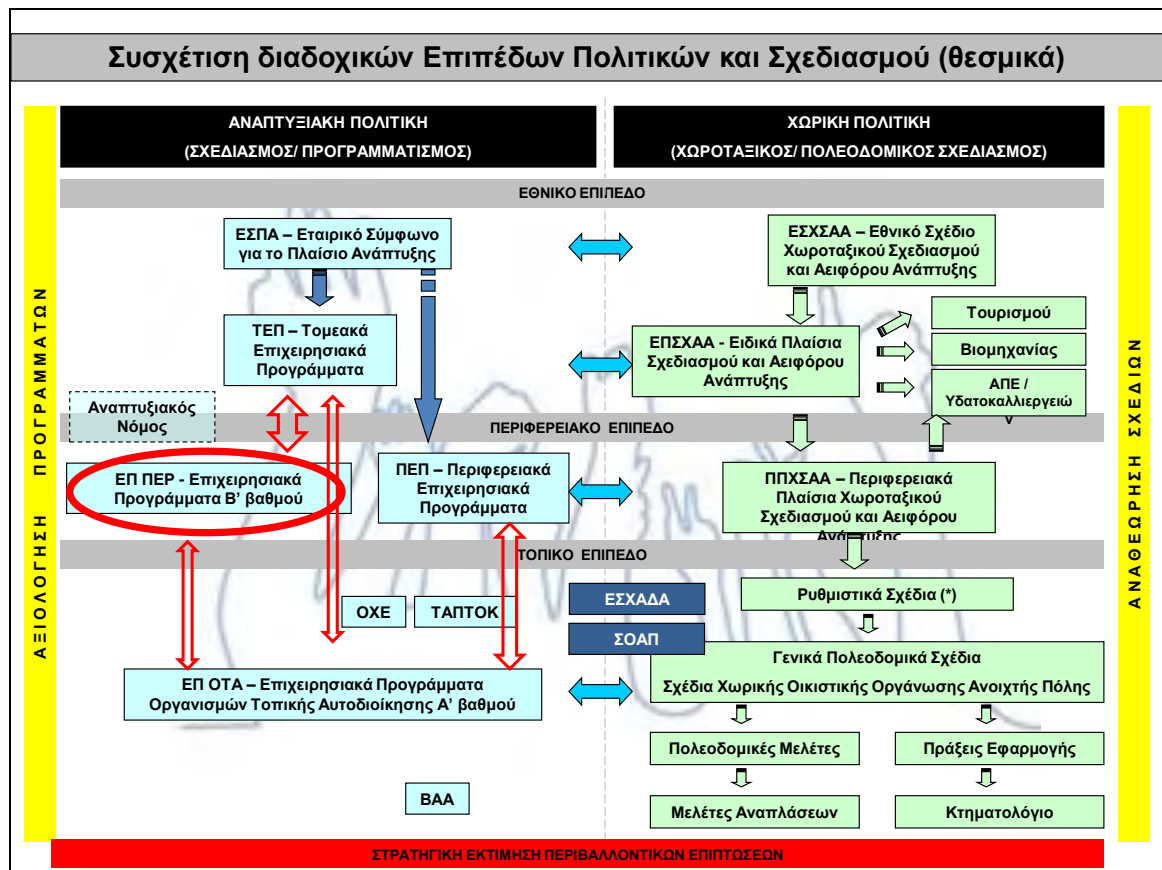 Συσχέτιση διαδοχικών Επιπέδων Πολιτικών και Σχεδιασμού (θεσμικά)
ΑΞΙΟΛΟΓΗΣΗ ΠΡΟΓΡΑΜΜΑΤΩΝ
ΑΝΑΠΤΥΞΙΑΚΗ ΠΟΛΙΤΙΚΗ
(ΣΧΕΔΙΑΣΜΟΣ/ ΠΡΟΓΡΑΜΜΑΤΙΣΜΟΣ)
ΧΩΡΙΚΗ ΠΟΛΙΤΙΚΗ
(ΧΩΡΟΤΑΞΙΚΟΣ/ ΠΟΛΕΟΔΟΜΙΚΟΣ ΣΧΕΔΙΑΣΜΟΣ)
ΑΝΑΘΕΩΡΗΣΗ ΣΧΕΔΙΩΝ
ΕΘΝΙΚΟ ΕΠΙΠΕΔΟ
ΕΣΠΑ – Εταιρικό Σύμφωνο
για το Πλαίσιο Ανάπτυξης
ΕΣΧΣΑΑ – Εθνικό Σχέδιο
Χωροταξικού Σχεδιασμού
και Αειφόρου Ανάπτυξης
ΤΕΠ – Τομεακά
Επιχειρησιακά
Προγράμματα
ΕΠΣΧΑΑ - Ειδικά Πλαίσια
Σχεδιασμού και Αειφόρου
Ανάπτυξης
Τουρισμού
Βιομηχανίας
ΑΠΕ /
Υδατοκαλλιεργειώ
ν
Αναπτυξιακός
Νόμος
ΠΕΡΙΦΕΡΕΙΑΚΟ ΕΠΙΠΕΔΟ
ΕΠ ΠΕΡ - Επιχειρησιακά
Προγράμματα Β’ βαθμού
ΠΕΠ – Περιφερειακά
Επιχειρησιακά
Προγράμματα
ΠΠΧΣΑΑ – Περιφερειακά
Πλαίσια Χωροταξικού
Σχεδιασμού και Αειφόρου
Ανάπτυξης
ΤΟΠΙΚΟ ΕΠΙΠΕΔΟ
ΟΧΕ
ΤΑΠΤΟΚ
ΕΣΧΑΔΑ
ΣΟΑΠ
Ρυθμιστικά Σχέδια (*)
Γενικά Πολεοδομικά Σχέδια
Σχέδια Χωρικής Οικιστικής Οργάνωσης Ανοιχτής Πόλης
ΕΠ ΟΤΑ – Επιχειρησιακά Προγράμματα
Οργανισμών Τοπικής Αυτοδιοίκησης Α’ βαθμού
Πολεοδομικές Μελέτες
Πράξεις Εφαρμογής
ΒΑΑ
Μελέτες Αναπλάσεων
Κτηματολόγιο
ΣΤΡΑΤΗΓΙΚΗ ΕΚΤΙΜΗΣΗ ΠΕΡΙΒΑΛΛΟΝΤΙΚΩΝ ΕΠΙΠΤΩΣΕΩΝ